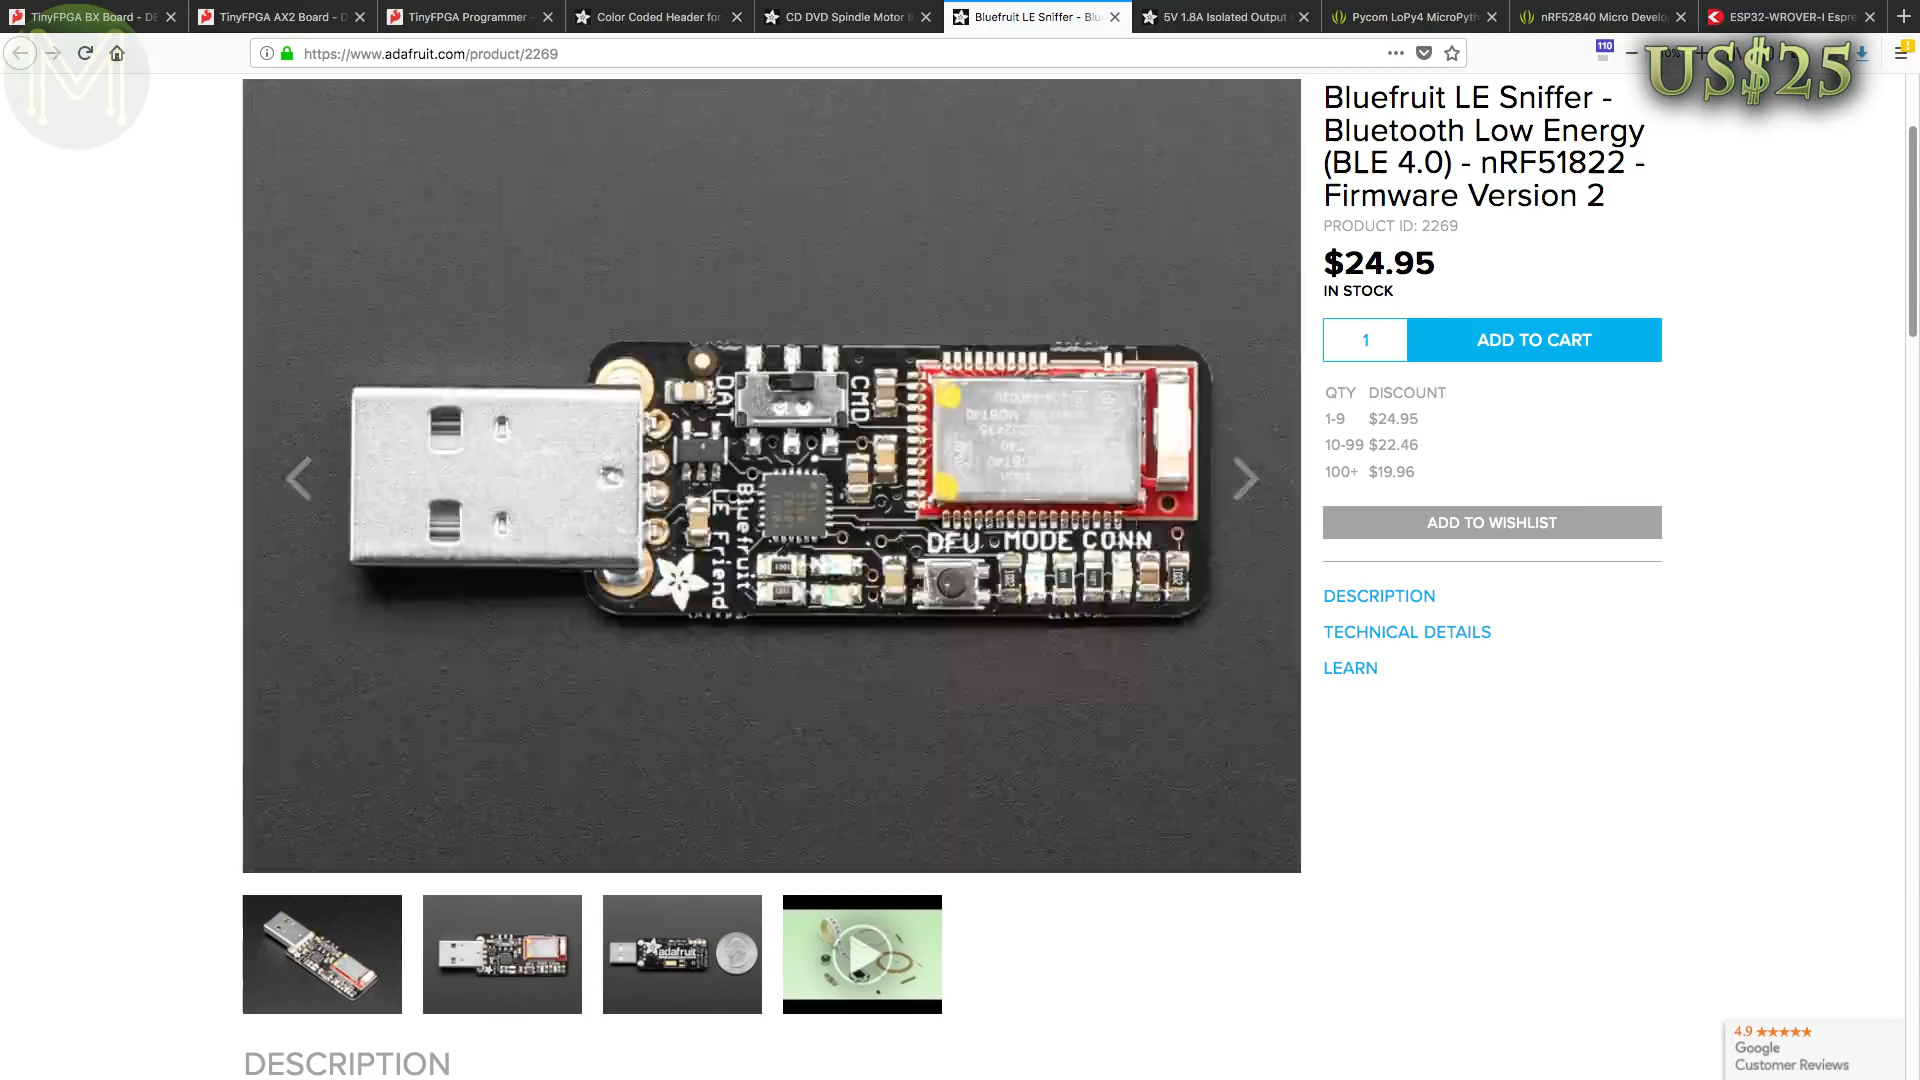 TinyFPGA BX Board - DE
TinyFPGA AX2 Board - D
TinyFPGA Programmer -
Color Coded Header for
CD DVD Spindle Motor I
Bluefruit LE Sniffer - Blu
5V 1.8A Isolated Output
Pycom LoPy4 MicroPyth
nRF52840 Micro Develo
ESP32-WROVER-I Espre
https://www.adafruit.com/product/2269
110
US$25
M
Bluefruit LE Sniffer -
Bluetooth Low Energy
(BLE 4.0) - nRF51822 -
Firmware Version 2
PRODUCT ID: 2269
$24.95
IN STOCK
1
ADD TO CART
QTY DISCOUNT
1-9 $24.95
10-99 $22.46
100+ $19.96
ADD TO WISHLIST
DESCRIPTION
TECHNICAL DETAILS
LEARN
DAT
CMD
Bluefruit
LE Friend
DFU MODE CONN
adafruit
DESCRIPTION
4.9
Google
Customer Reviews